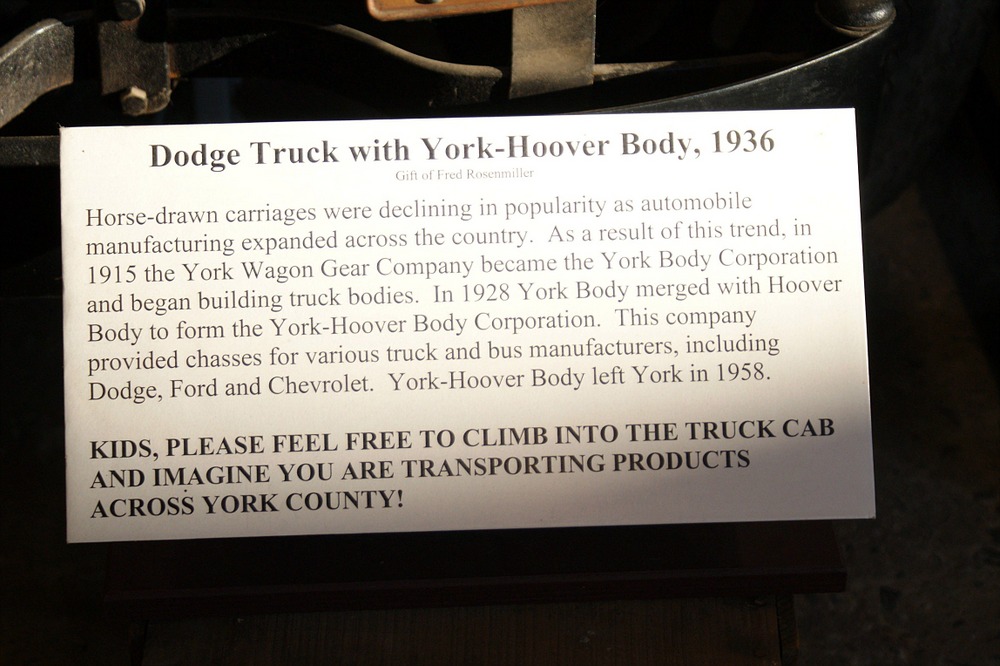 Dodge Truck with York-Hoover Body, 1936
Gift of Fred Rosenmiller
Horse-drawn carriages were declining in popularity as automobile
manufacturing expanded across the country.  As a result of this trend, in
1915 the York Wagon Gear Company became the York Body Corporation
and began building truck bodies.  In 1928 York Body merged with Hoover
Body to form the York-Hoover Body Corporation.  This company
provided chasses for various truck and bus manufacturers, including
Dodge, Ford and Chevrolet.  York-Hoover Body left York in 1958.
KIDS, PLEASE FEEL FREE TO CLIMB INTO THE TRUCK CAB
AND IMAGINE YOU ARE TRANSPORTING PRODUCTS
ACROSS YORK COUNTY!